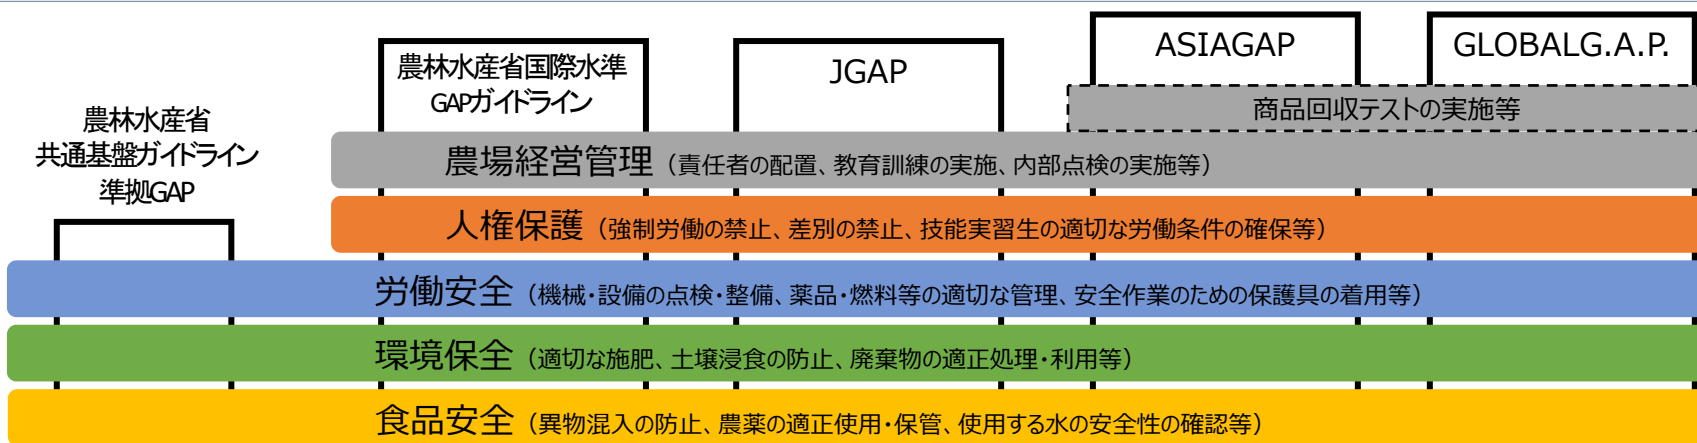 農林水産省
共通基盤ガイドライン
準拠GAP
農林水産省国際水準
GAPガイドライン
JGAP
ASIAGAP
GLOBALG.A.P.
商品回収テストの実施等
農場経営管理（責任者の配置、教育訓練の実施、内部点検の実施等）
人権保護（強制労働の禁止、差別の禁止、技能実習生の適切な労働条件の確保等）
労働安全（機械・設備の点検・整備、薬品・燃料等の適切な管理、安全作業のための保護具の着用等）
環境保全（適切な施肥、土壌浸食の防止、廃棄物の適正処理・利用等）
食品安全（異物混入の防止、農薬の適正使用・保管、使用する水の安全性の確認等）